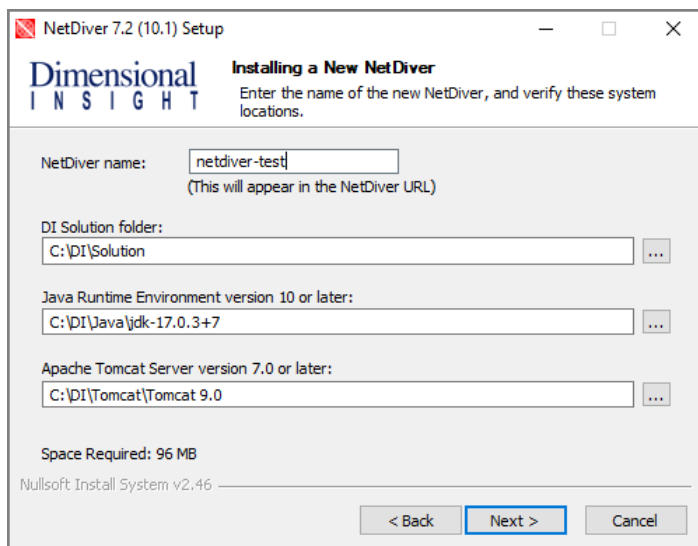 NetDiver 7.2 (10.1) Setup
Dimensional
INSIGHT
Installing a New NetDiver
Enter the name of the new NetDiver, and verify these system
locations.
NetDiver name:
netdiver-test
(This will appear in the NetDiver URL)
DI Solution folder:
C:\DI\Solution
...
Java Runtime Environment version 10 or later:
C:\DI\Java\jdk-17.0.3+7
...
Apache Tomcat Server version 7.0 or later:
C:\DI\Tomcat\Tomcat 9.0
...
Space Required: 96 MB
Nullsoft Install System v2.46
< Back
Next >
Cancel